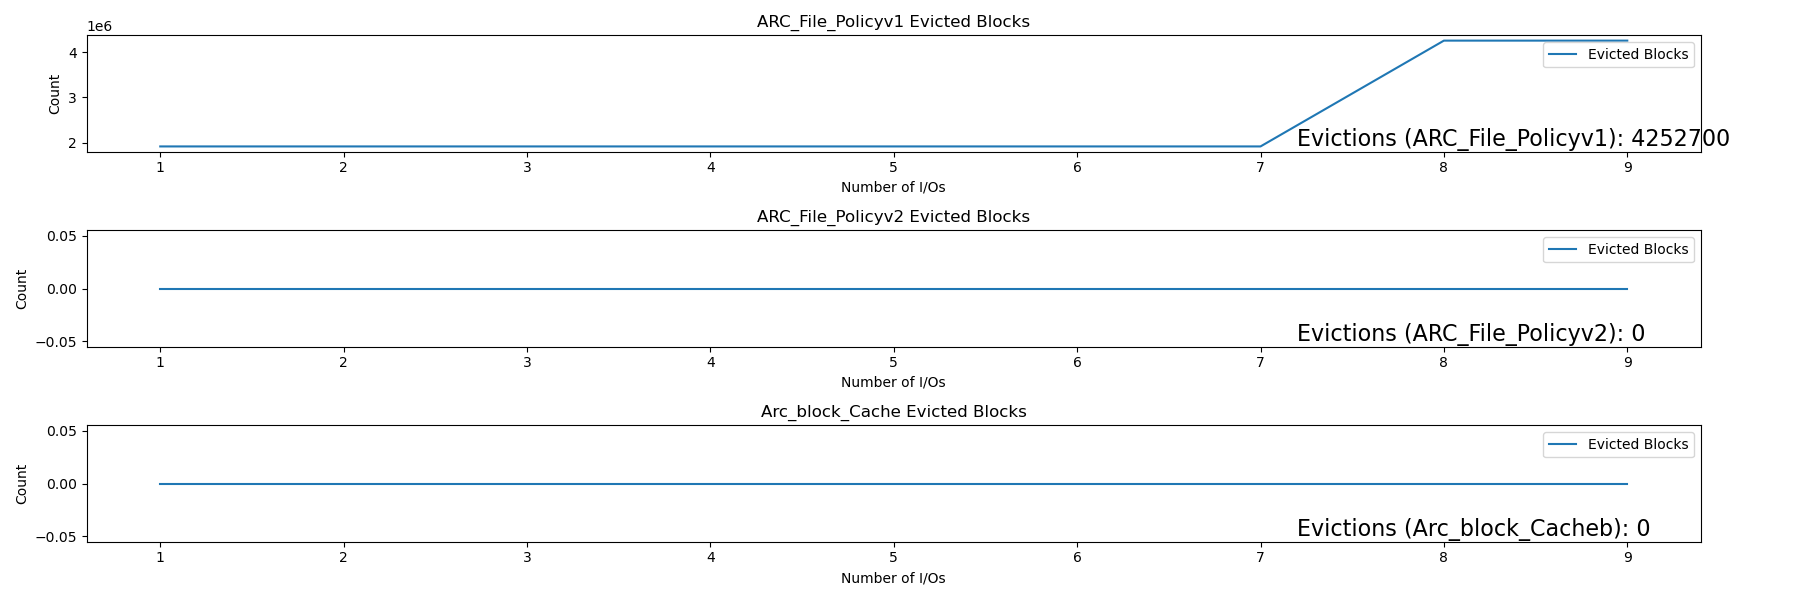 ARC_File_Policyv1 Evicted Blocks
1e6
4
3
2
Count
Evicted Blocks
Evictions (ARC_File_Policyv1): 4252700
1 2 3 4 5 6 7 8 9
Number of I/Os
ARC_File_Policyv2 Evicted Blocks
0.05
0.00
−0.05
Count
Evicted Blocks
Evictions (ARC_File_Policyv2): 0
1 2 3 4 5 6 7 8 9
Number of I/Os
Arc_block_Cache Evicted Blocks
0.05
0.00
−0.05
Count
Evicted Blocks
Evictions (Arc_block_Cacheb): 0
1 2 3 4 5 6 7 8 9
Number of I/Os